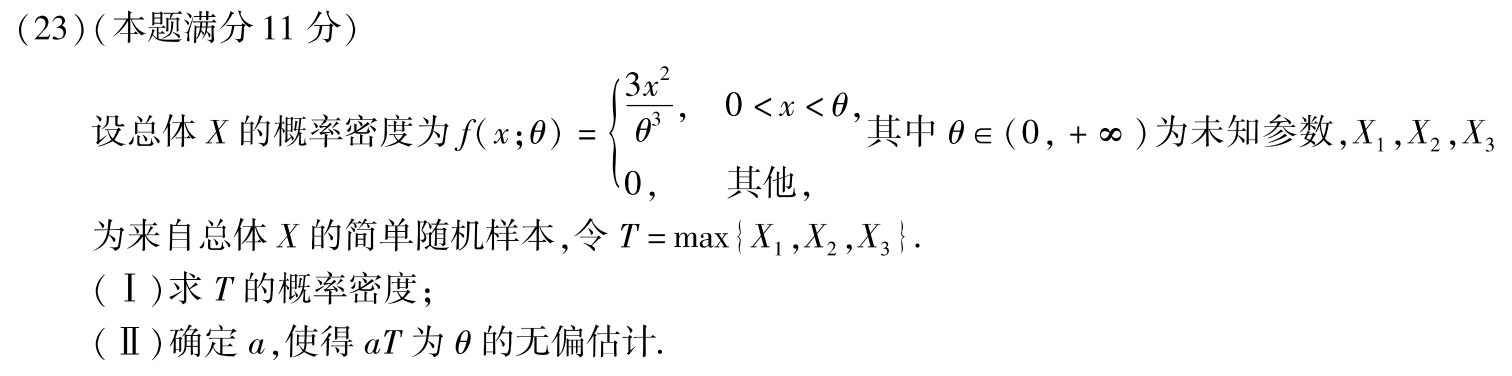 (23)(本题满分 11 分)
设总体 X 的概率密度为 f(x;θ) = { 3x²/θ³, 0<x<θ, 0, 其他, 其中 θ∈(0, +∞)为未知参数,X₁,X₂,X₃
为来自总体 X 的简单随机样本,令 T=max{X₁,X₂,X₃}.
(Ⅰ)求 T 的概率密度;
(Ⅱ)确定 a,使得 aT 为 θ 的无偏估计.